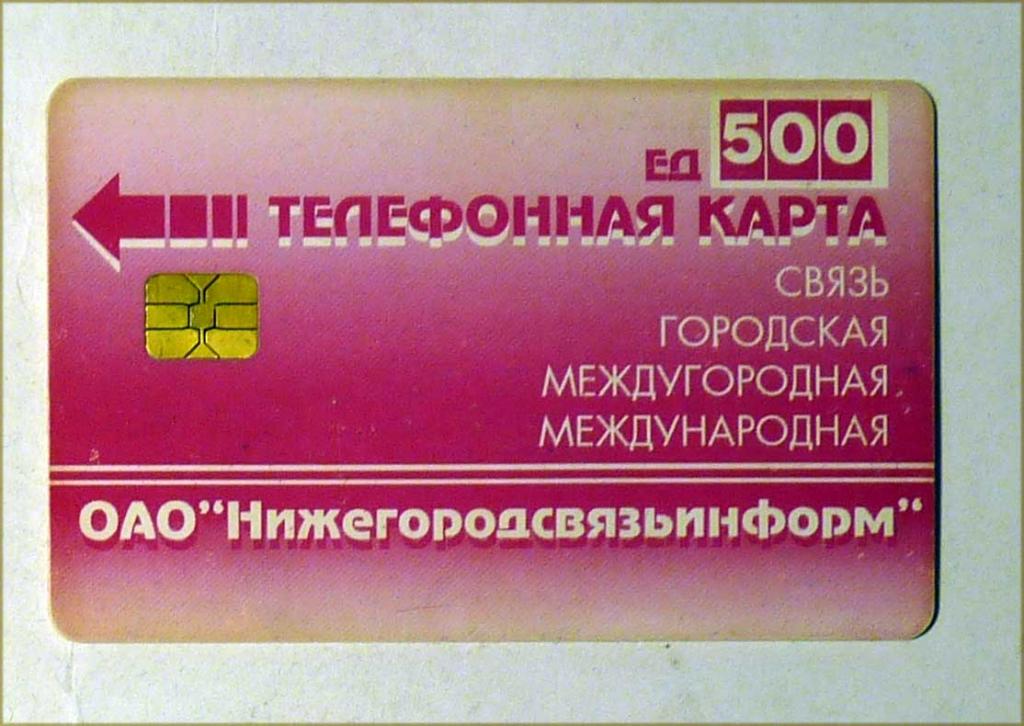 ЕД 500
ТЕЛЕФОННАЯ КАРТА
СВЯЗЬ
ГОРОДСКАЯ
МЕЖДУГОРОДНАЯ
МЕЖДУНАРОДНАЯ
ОАО“Нижегородсвязьинформ“